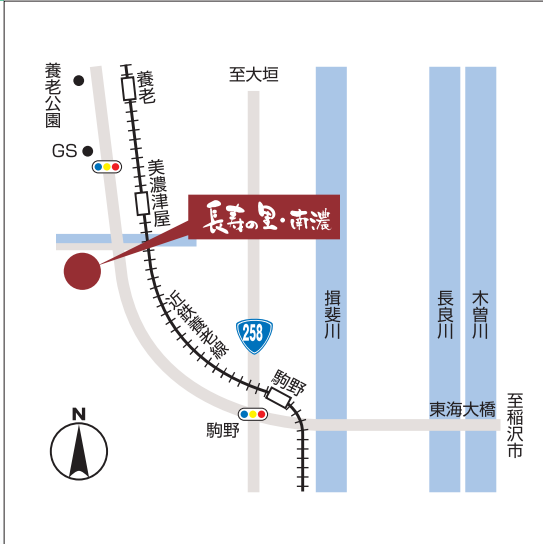 養老公園
養老
至大垣
GS
美濃津屋
長寿の里・南濃
近鉄養老線
258
揖斐川
長良川
木曽川
駒野
駒野
東海大橋
至稲沢市
N